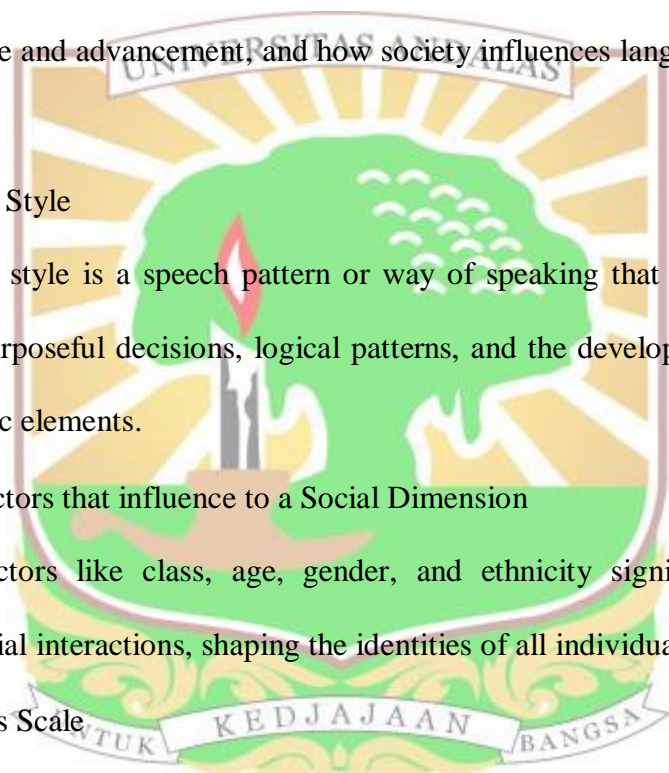 e and advancement, and how society influences lang
UNIVERSITAS ANDALAS
Style
style is a speech pattern or way of speaking that
rposeful decisions, logical patterns, and the develop
c elements.
ctors that influence to a Social Dimension
ctors like class, age, gender, and ethnicity signi
ial interactions, shaping the identities of all individua
s Scale
UNTUK KEDJAJAAN BANGSA